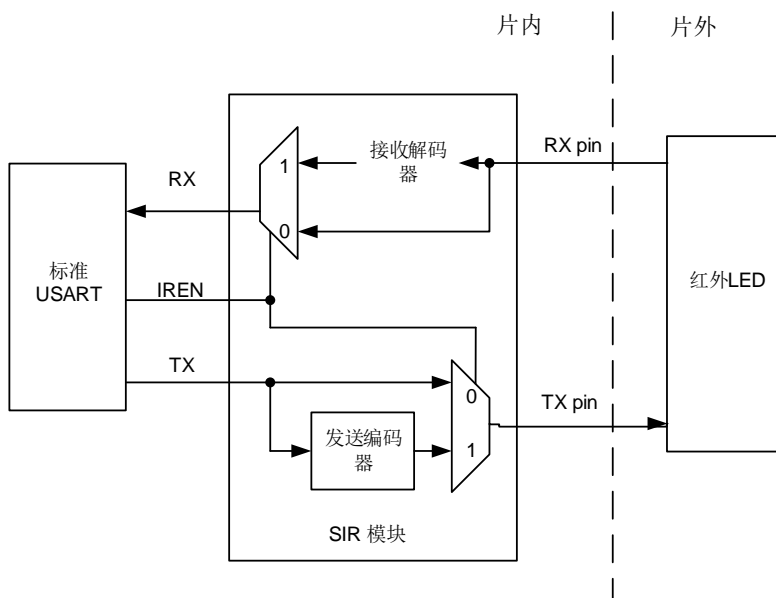 片内
片外
RX pin
接收解码
器
1
RX
0
标准
USART
IREN
红外LED
TX
0
TX pin
发送编码
器
1
SIR 模块